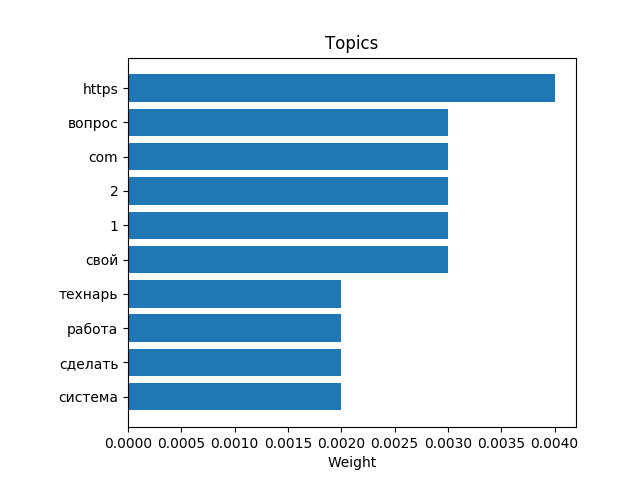 Topics
https
вопрос
com
2
1
свой
технарь
работа
сделать
система
0.0000 0.0005 0.0010 0.0015 0.0020 0.0025 0.0030 0.0035 0.0040
Weight